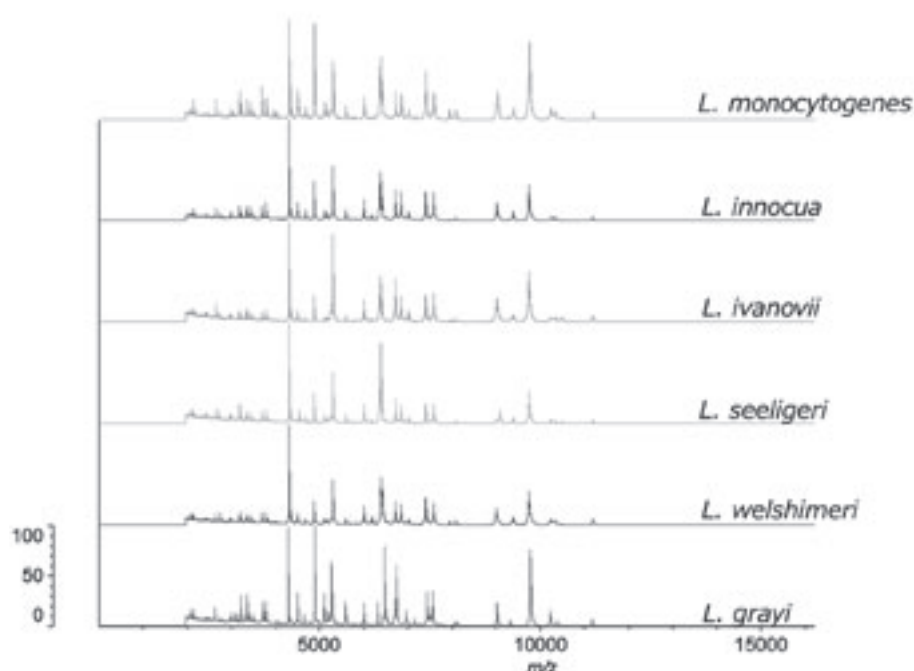 L. monocytogenes
L. innocua
L. ivanovii
L. seeligeri
L. welshimeri
100
50
0
L. grayi
5000 10000 15000
m/z